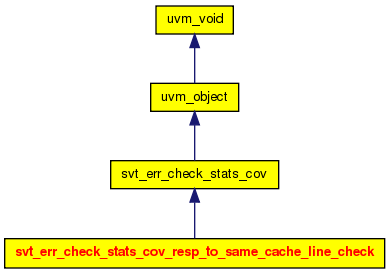 uvm_void
uvm_object
svt_err_check_stats_cov
svt_err_check_stats_cov_resp_to_same_cache_line_check